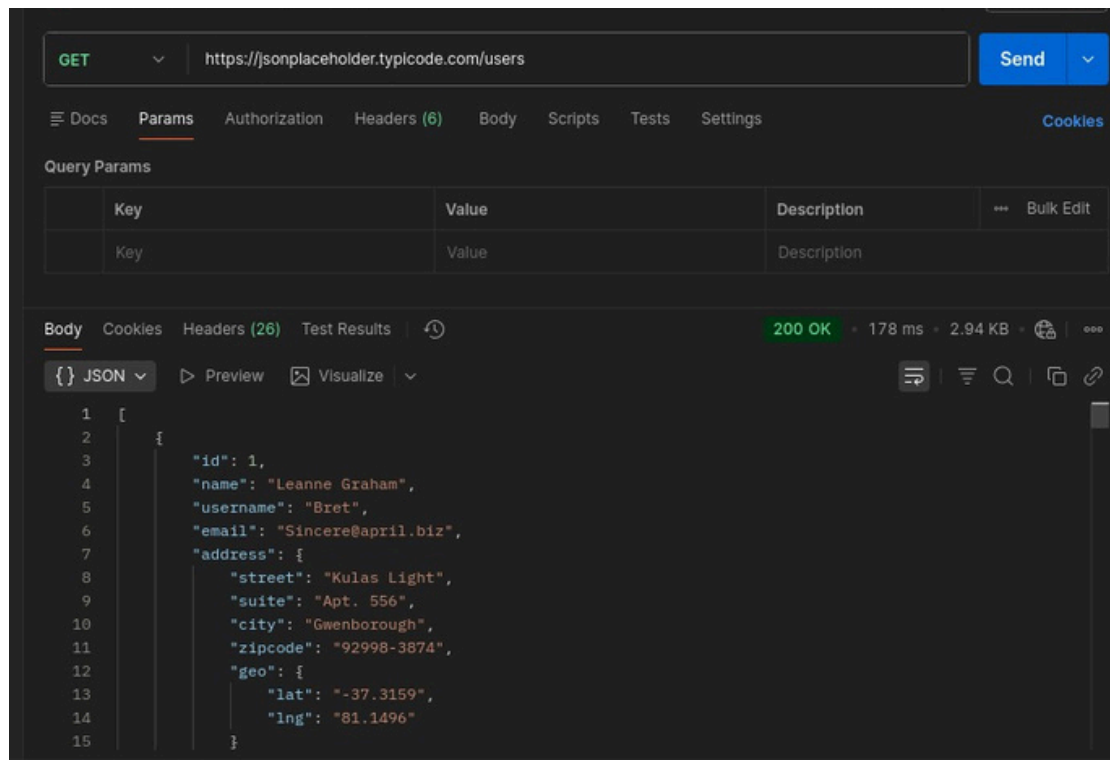 GET https://jsonplaceholder.typicode.com/users Send
Docs Params Authorization Headers (6) Body Scripts Tests Settings Cookies
Query Params
Key Value Description ••• Bulk Edit
Key Value Description
Body Cookies Headers (26) Test Results 200 OK • 178 ms • 2.94 KB •
{} JSON Preview Visualize
1 [
2 {
3 "id": 1,
4 "name": "Leanne Graham",
5 "username": "Bret",
6 "email": "Sincere@april.biz",
7 "address": {
8 "street": "Kulas Light",
9 "suite": "Apt. 556",
10 "city": "Gwenborough",
11 "zipcode": "92998-3874",
12 "geo": {
13 "lat": "-37.3159",
14 "lng": "81.1496"
15 }